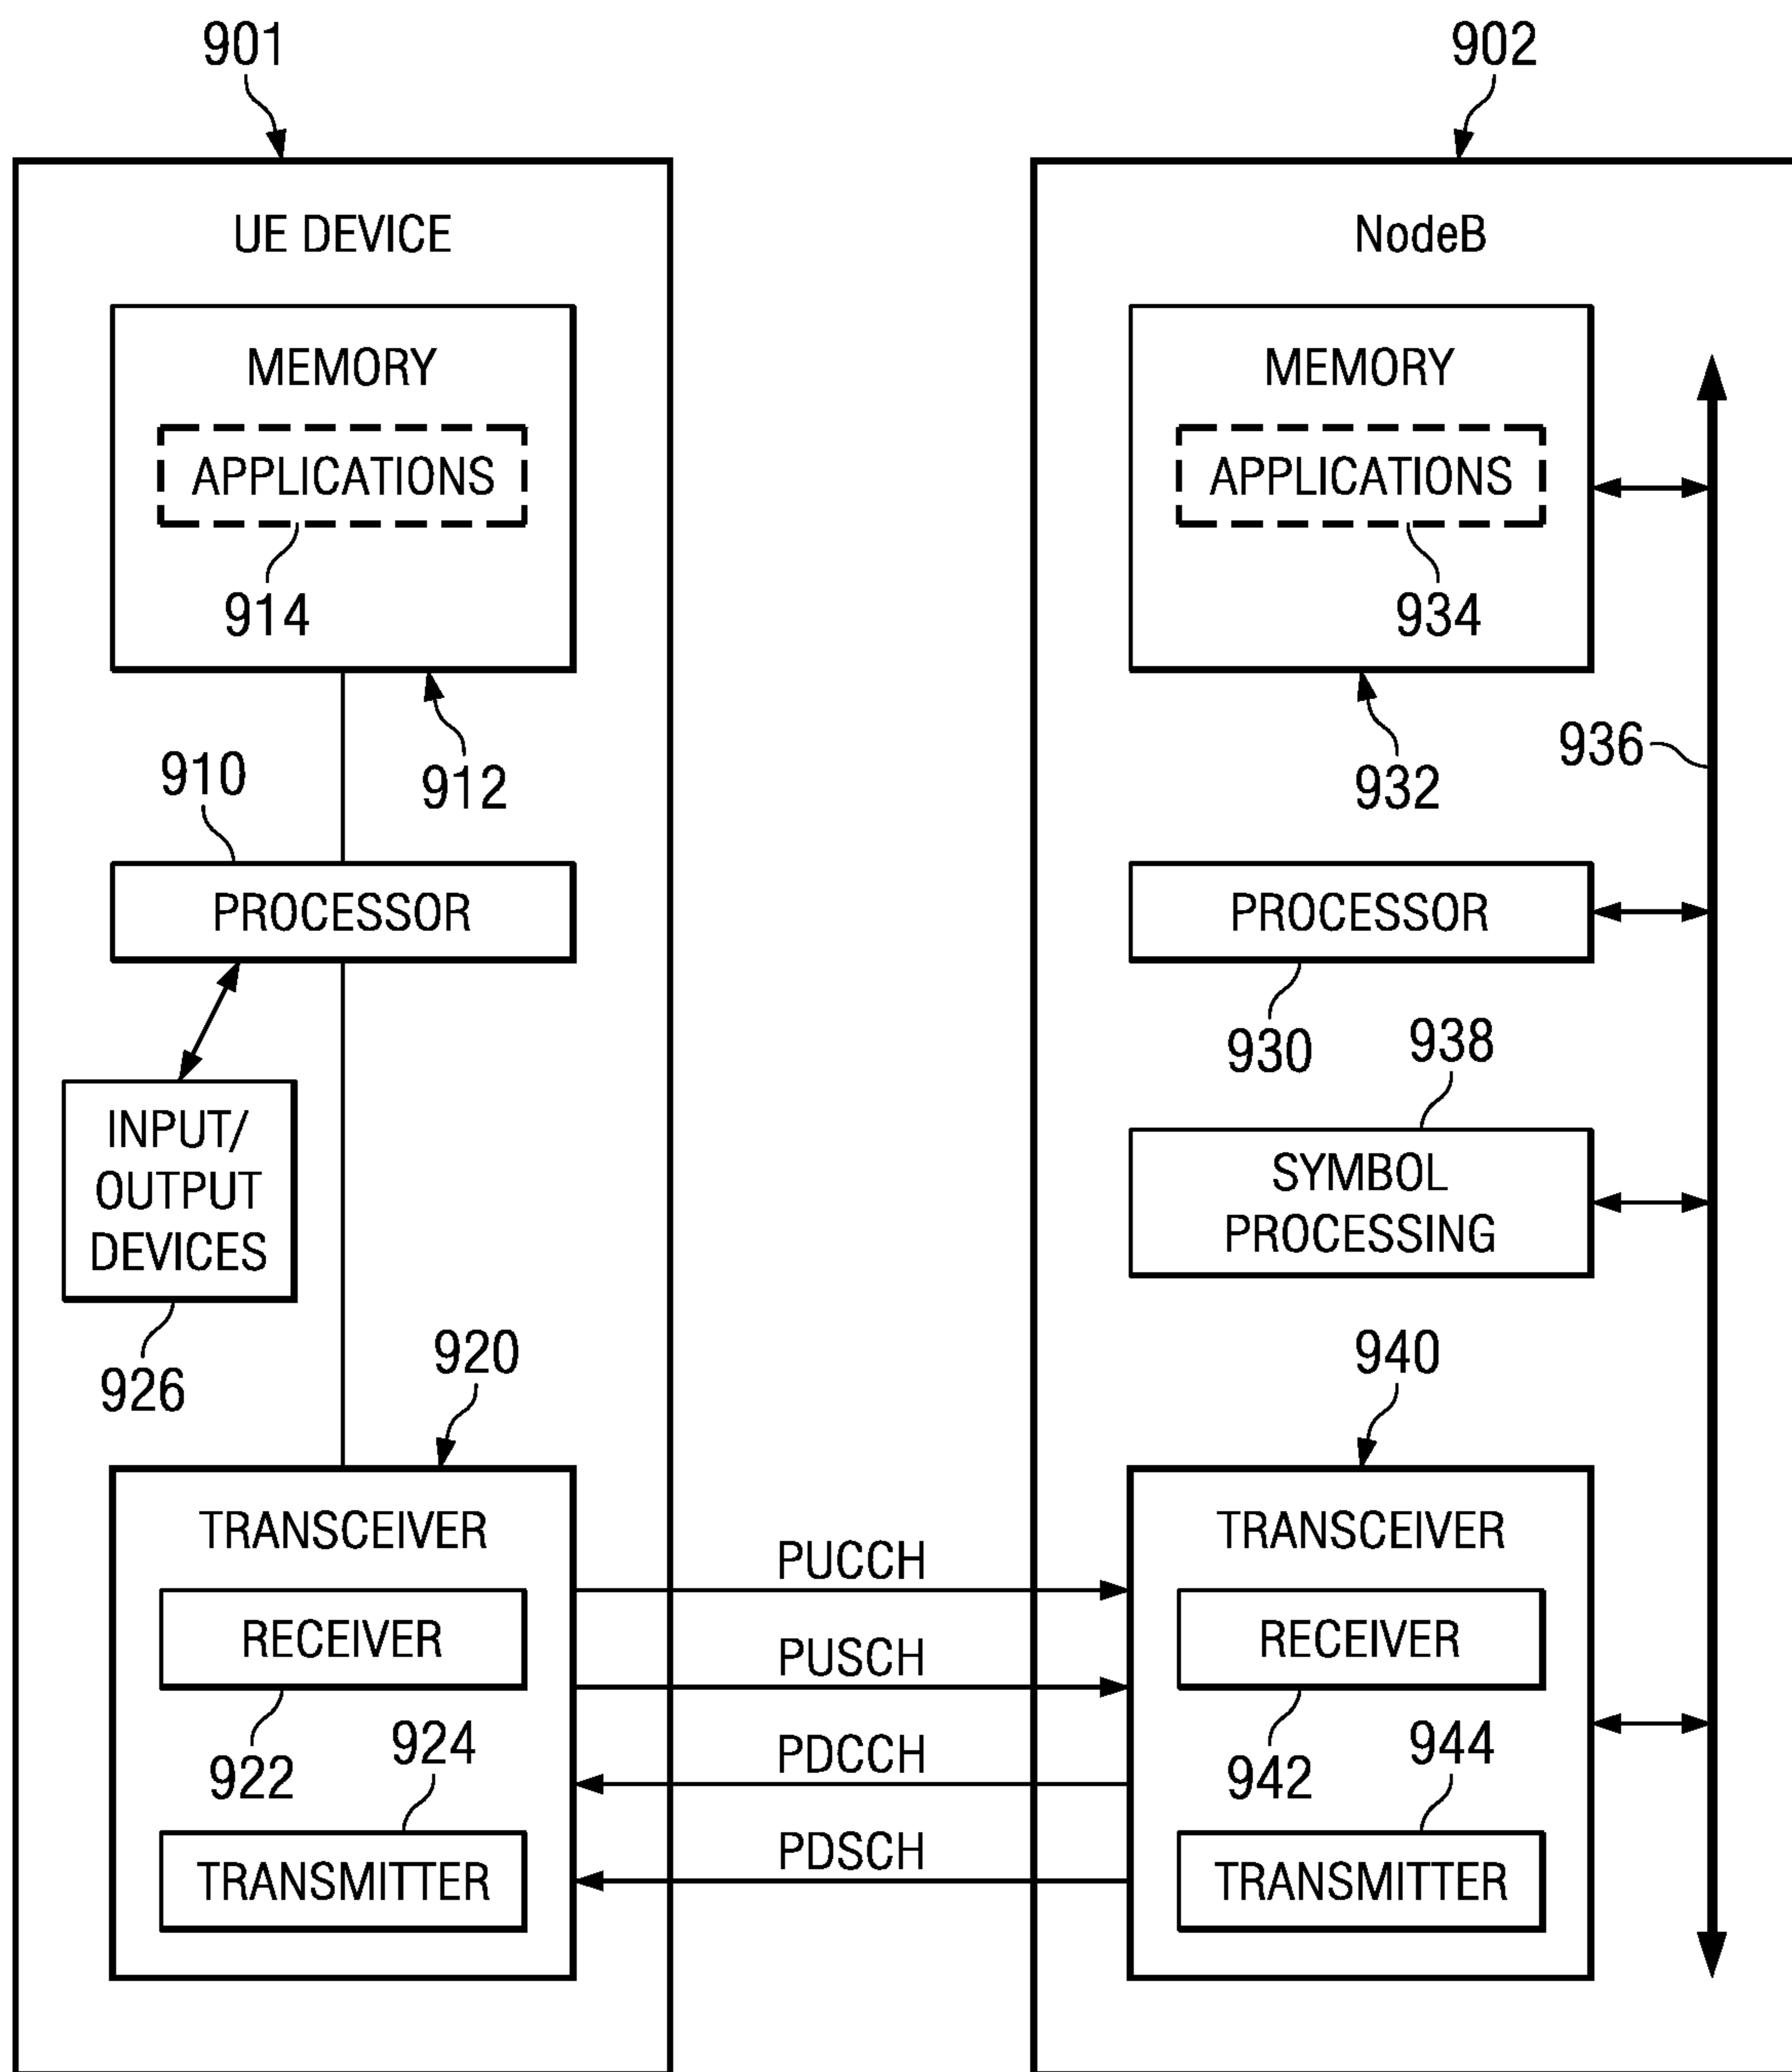 901
902
UE DEVICE
MEMORY
APPLICATIONS
914
912
910
PROCESSOR
INPUT/
OUTPUT
DEVICES
926
920
TRANSCEIVER
RECEIVER
922
924
TRANSMITTER
PUCCH
PUSCH
PDCCH
PDSCH
NodeB
MEMORY
APPLICATIONS
934
932
936
PROCESSOR
930
938
SYMBOL
PROCESSING
940
TRANSCEIVER
RECEIVER
942
944
TRANSMITTER